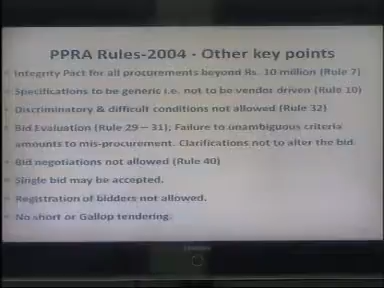 PPRA Rules-2004 - Other key points
Integrity Pact for all procurements beyond Rs. 10 million (Rule 7)
Specifications to be generic i.e. not to be vendor driven (Rule 10)
Discriminatory & difficult conditions not allowed (Rule 32)
Bid Evaluation (Rule 29 – 31); Failure to unambiguous criteria
amounts to mis-procurement. Clarifications not to alter the bid
Bid negotiations not allowed (Rule 40)
Single bid may be accepted.
Registration of bidders not allowed.
No short or Gallop tendering.